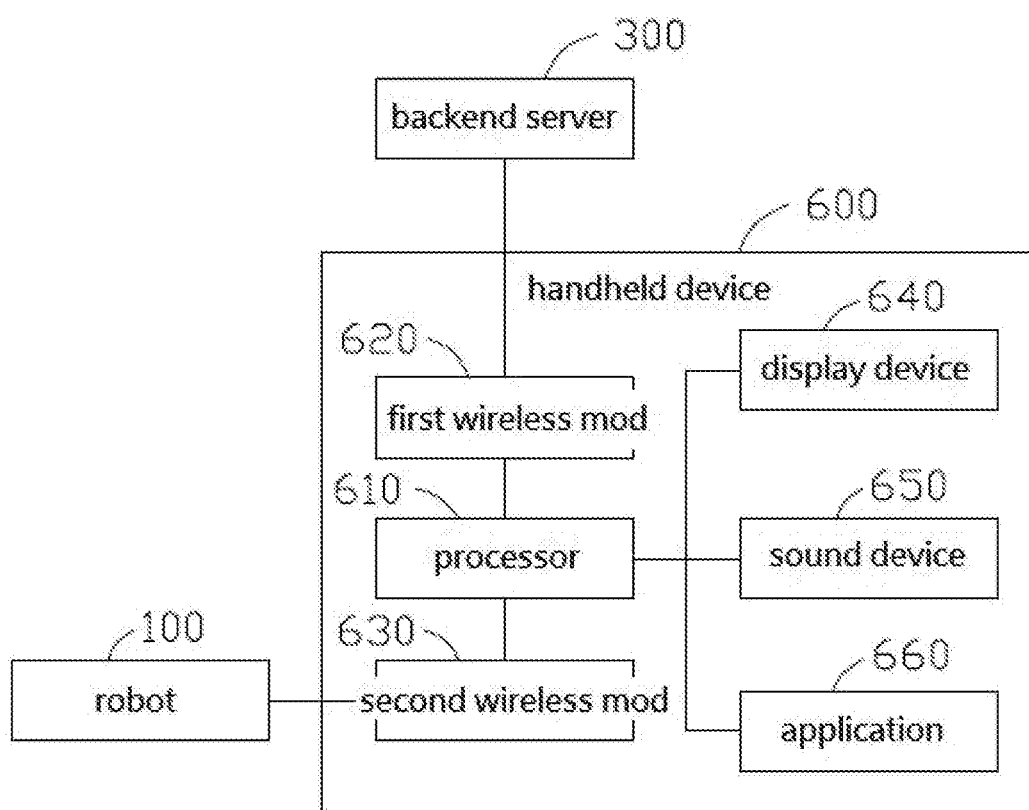 300
backend server
600
handheld device
640
display device
620
first wireless mod
610
processor
650
sound device
100
robot
630
second wireless mod
660
application